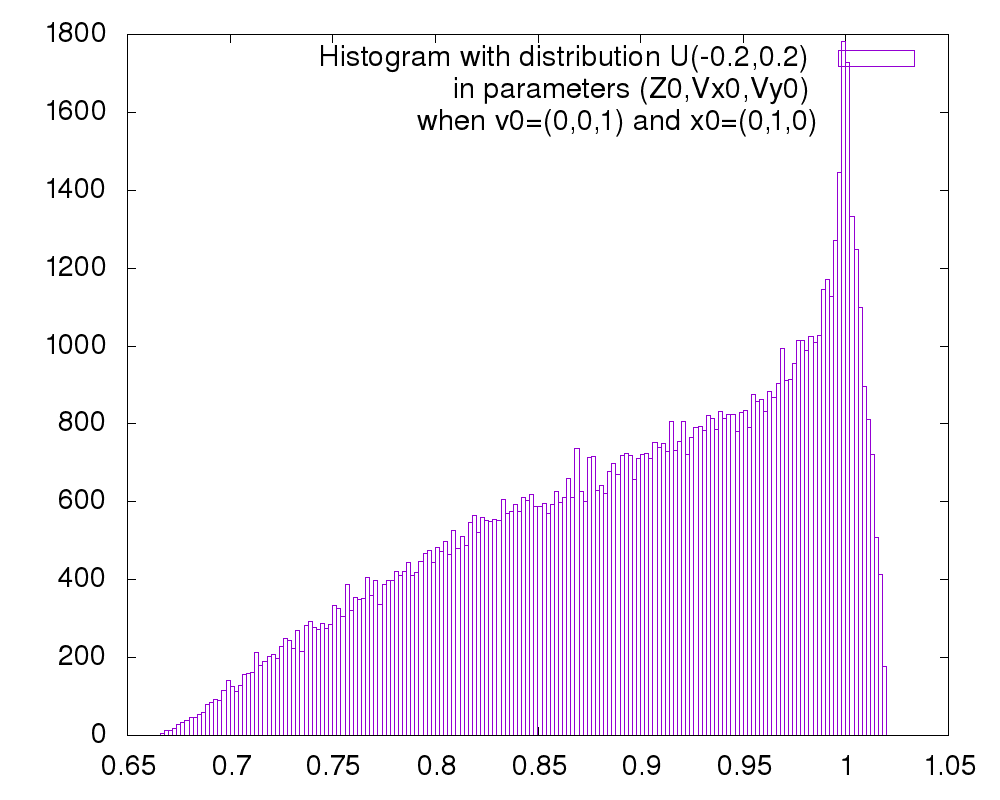 1800
1600
1400
1200
1000
800
600
400
200
0
Histogram with distribution U(-0.2,0.2)
in parameters (Z0,Vx0,Vy0)
when v0=(0,0,1) and x0=(0,1,0)
0.65 0.7 0.75 0.8 0.85 0.9 0.95 1 1.05